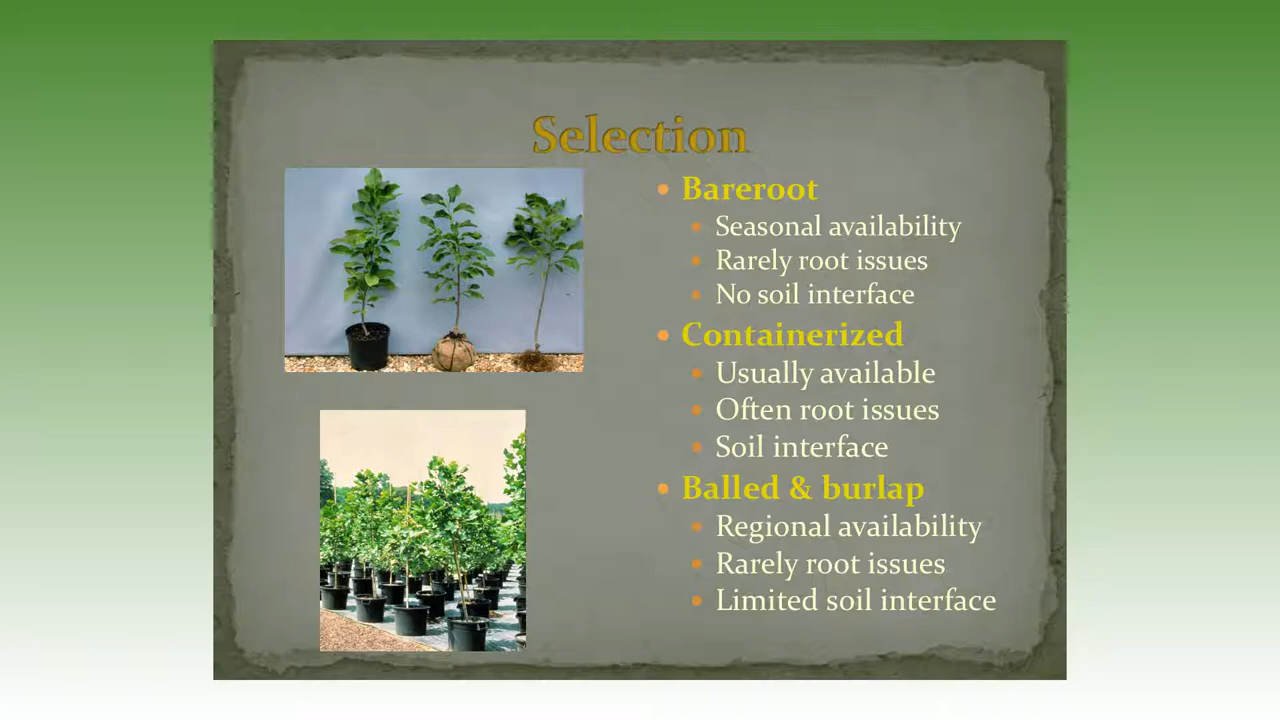 Selection
Bareroot
Seasonal availability
Rarely root issues
No soil interface
Containerized
Usually available
Often root issues
Soil interface
Balled & burlap
Regional availability
Rarely root issues
Limited soil interface